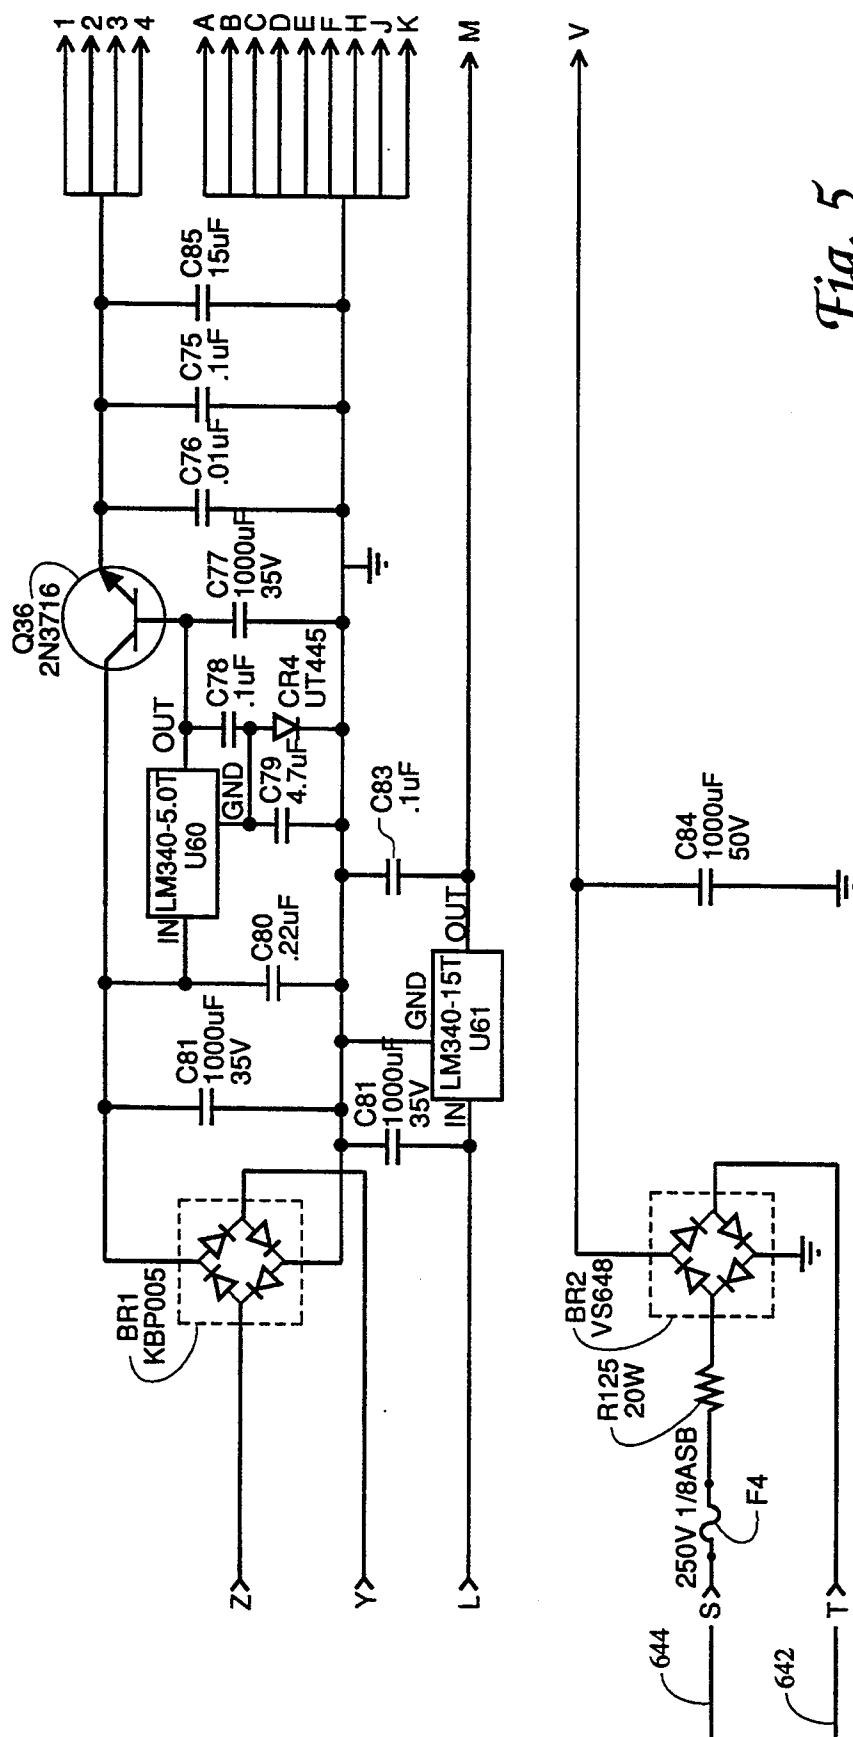 1
2
3
4
A
B
C
D
E
F
H
J
K
M
V
Q36
2N3716
C85
15uF
C75
.1uF
C76
.01uF
C77
1000uF
35V
C78
.1uF
CR4
UT445
OUT
GND
C79
4.7uF
LM340-5.0T
U60
IN
C80
.22uF
C83
.1uF
C81
1000uF
35V
C81
1000uF
35V
GND
OUT
LM340-15T
U61
IN
BR1
KBP005
Z
Y
L
C84
1000uF
50V
BR2
VS648
R125
20W
250V 1/8ASB
F4
S
T
644
642
Fig. 5